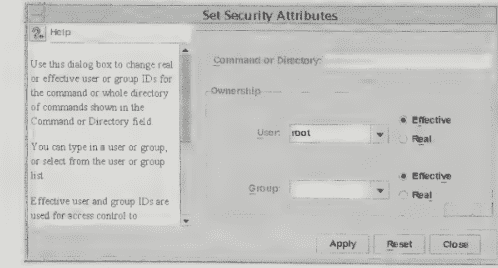 Set Security Attributes
Help
Use this dialog box to change real
or effective user or group IDs for
the command or whole directory
of commands shown in the
Command or Directory field
You can type in a user or group,
or select from the user or group
list
Effective user and group IDs are
used for access control to
Command or Directory:
Ownership
User: root
Effective
Real
Group:
Effective
Real
Apply Reset Close